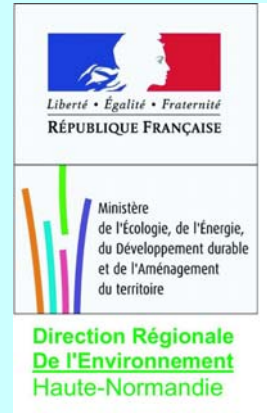 Liberté • Égalité • Fraternité
RÉPUBLIQUE FRANÇAISE
Ministère
de l'Écologie, de l'Énergie,
du Développement durable
et de l'Aménagement
du territoire
Direction Régionale
De l'Environnement
Haute-Normandie